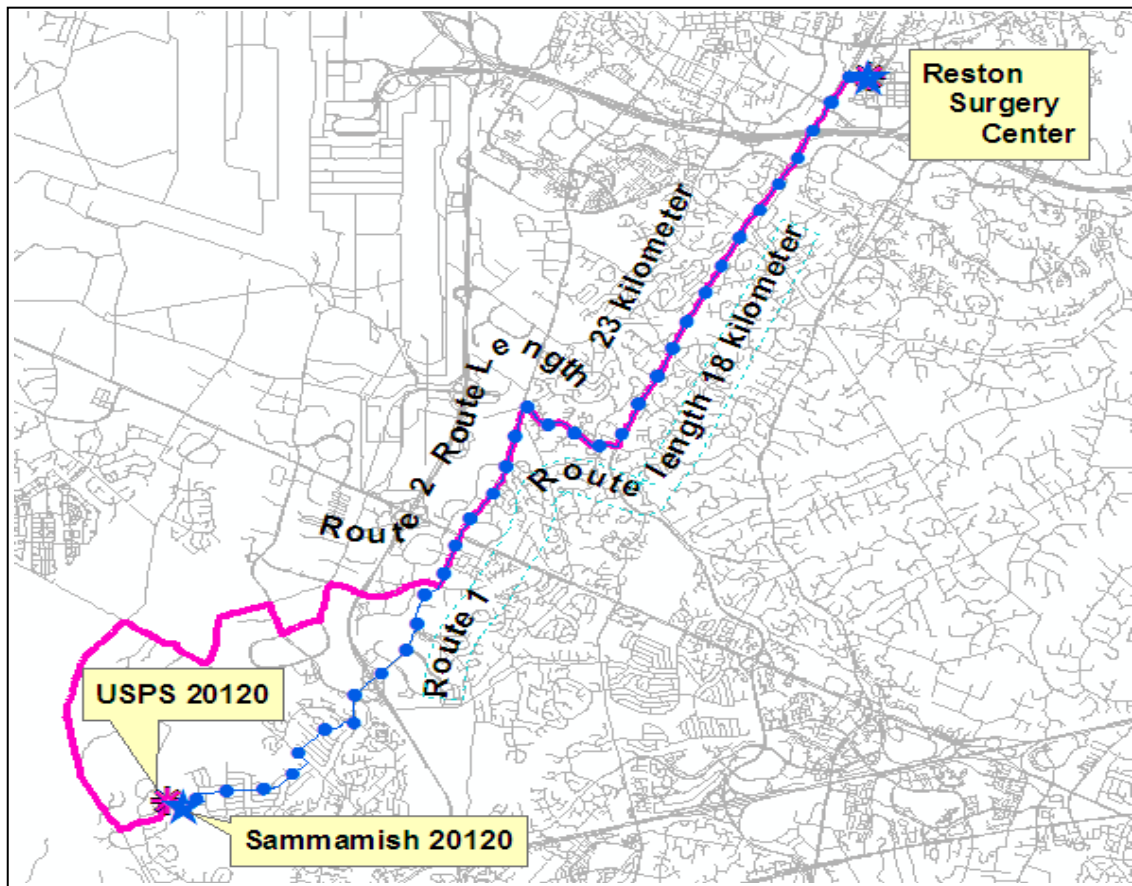 Reston
Surgery
Center
23 kilometer
Route 2 Route Length
Route length 18 kilometer
Route 1
USPS 20120
Sammamish 20120